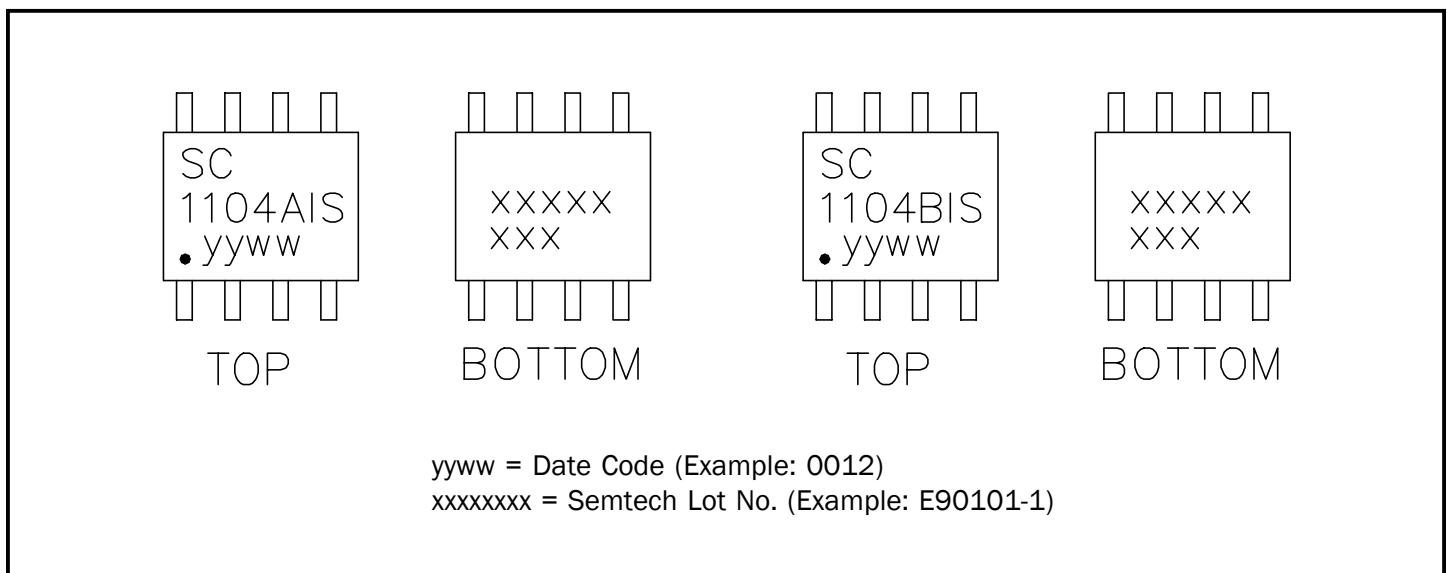 SC
1104AIS
yyww
TOP
xxxxx
xxx
BOTTOM
SC
1104BIS
yyww
TOP
xxxxx
xxx
BOTTOM
yyww = Date Code (Example: 0012)
xxxxxxxx = Semtech Lot No. (Example: E90101-1)